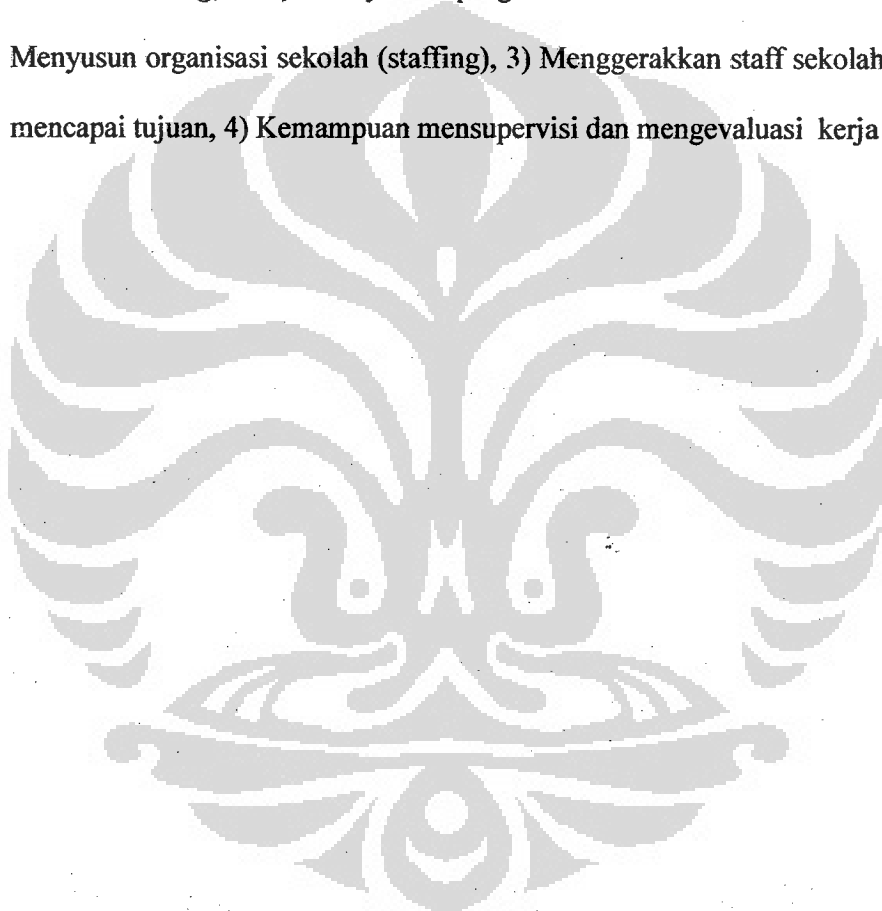 Menyusun organisasi sekolah (staffing), 3) Menggerakkan staff sekolah
mencapai tujuan, 4) Kemampuan mensupervisi dan mengevaluasi kerja